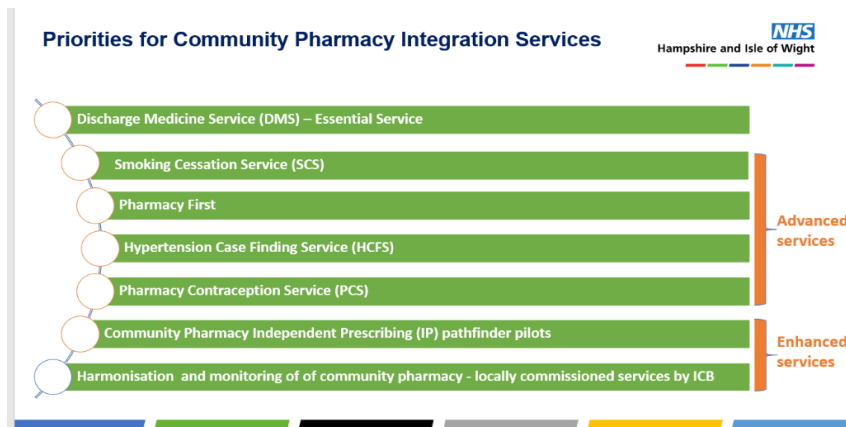 Priorities for Community Pharmacy Integration Services
NHS
Hampshire and Isle of Wight
Discharge Medicine Service (DMS) – Essential Service
Smoking Cessation Service (SCS)
Pharmacy First
Hypertension Case Finding Service (HCFS)
Pharmacy Contraception Service (PCS)
Advanced
services
Community Pharmacy Independent Prescribing (IP) pathfinder pilots
Harmonisation and monitoring of of community pharmacy - locally commissioned services by ICB
Enhanced
services